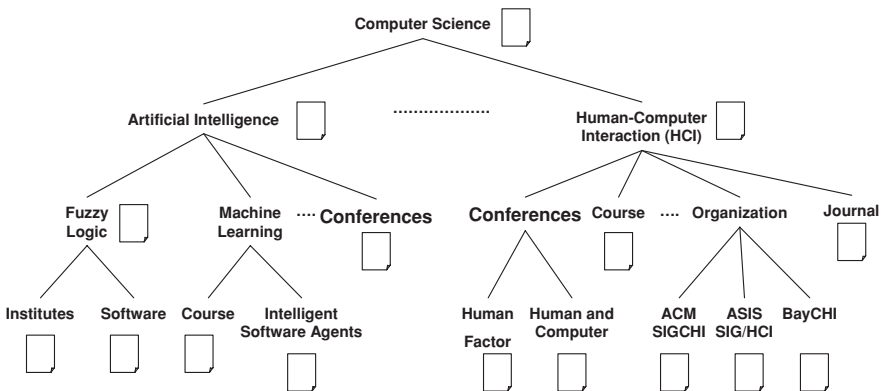 Computer Science
Artificial Intelligence
....................
Human-Computer
Interaction (HCI)
Fuzzy
Logic
Machine
Learning
....
Conferences
Conferences
Course
....
Organization
Journal
Institutes
Software
Course
Intelligent
Software Agents
Human
Factor
Human and
Computer
ACM
SIGCHI
ASIS
SIG/HCI
BayCHI